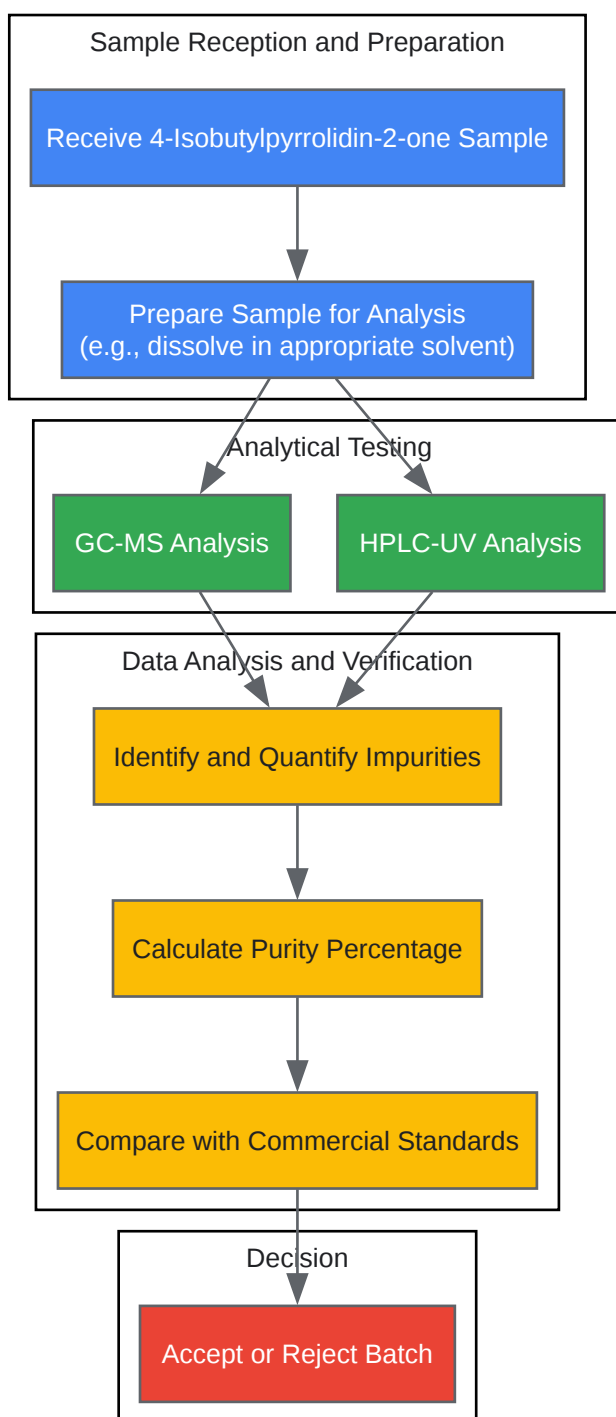 Sample Reception and Preparation
Receive 4-Isobutylpyrrolidin-2-one Sample
Prepare Sample for Analysis
(e.g., dissolve in appropriate solvent)
Analytical Testing
GC-MS Analysis
HPLC-UV Analysis
Data Analysis and Verification
Identify and Quantify Impurities
Calculate Purity Percentage
Compare with Commercial Standards
Decision
Accept or Reject Batch